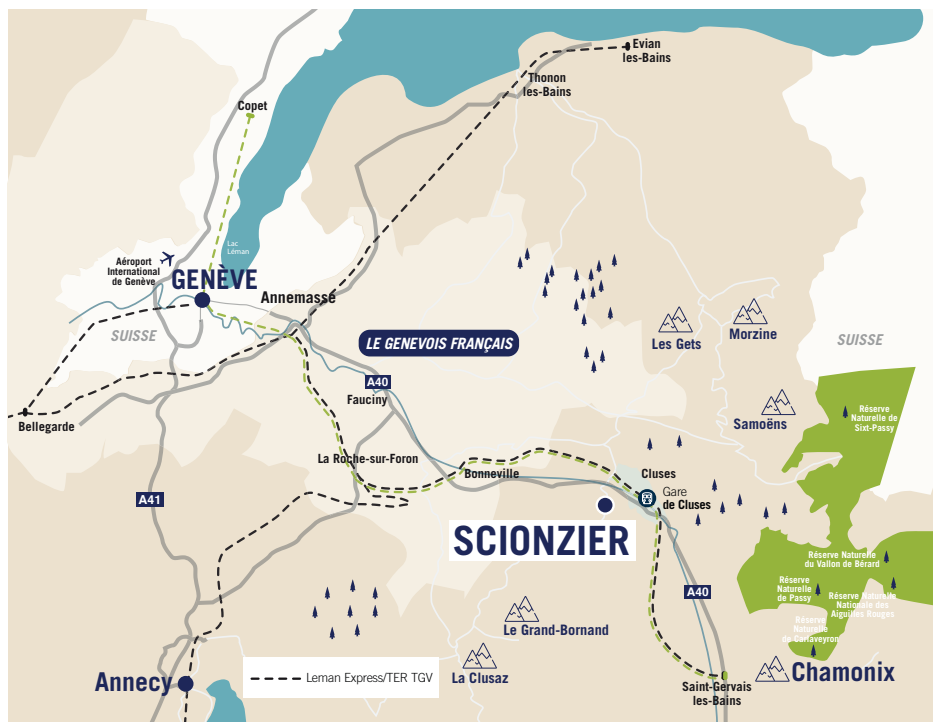 Evian
les-Bains
Thonon
les-Bains
Copet
Lac
Léman
Aéroport
International
de Genève
GENÈVE
Annemasse
SUISSE
LE GENEVOIS FRANÇAIS
Les Gets
Morzine
SUISSE
A40
Fauciny
Samoëns
Réserve
Naturelle de
Sixt-Passy
Bellegarde
La Roche-sur-Foron
Bonneville
Cluses
Gare
de Cluses
A41
SCIONZIER
Réserve Naturelle
du Vallon de Bérard
Réserve
Naturelle
de Passy
A40
Réserve Naturelle
Nationale des
Aiguilles Rouges
Réserve
Naturelle
de Carlaveyron
Le Grand-Bornand
La Clusaz
Chamonix
Annecy
Leman Express/TER TGV
Saint-Gervais
les-Bains